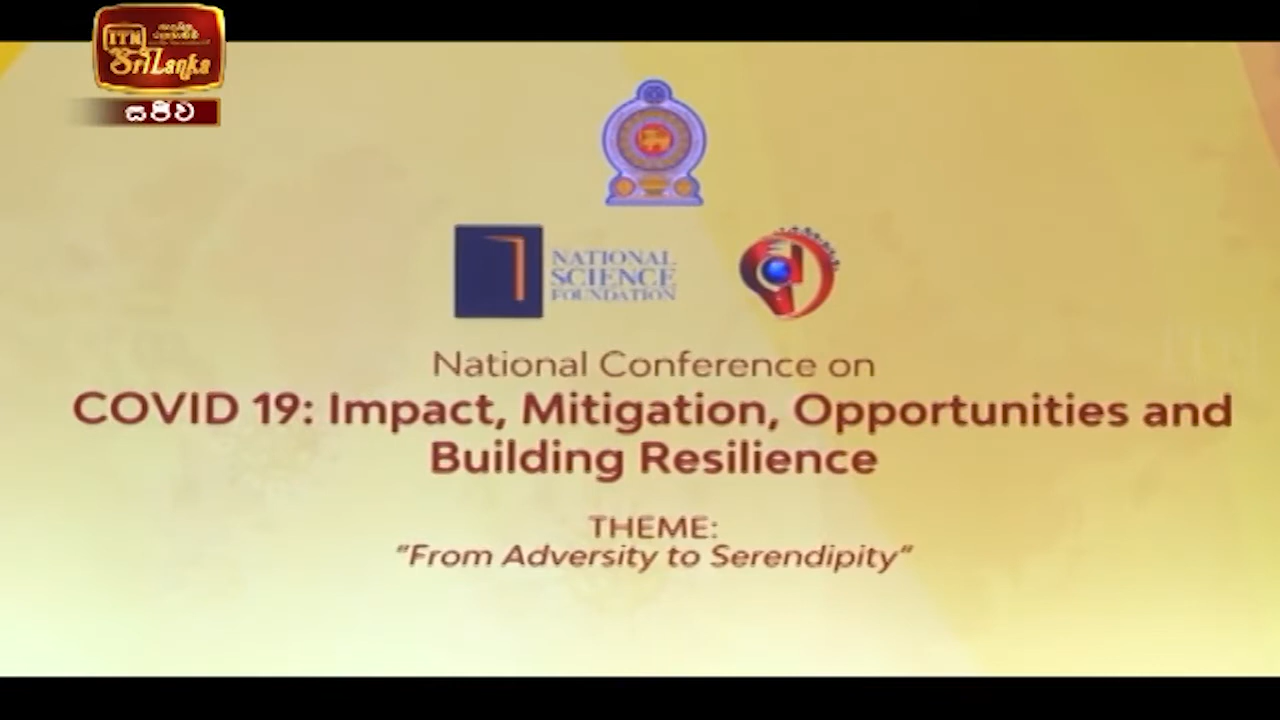 ITN
SriLanka
සජීව
NATIONAL
SCIENCE
FOUNDATION
National Conference on
COVID 19: Impact, Mitigation, Opportunities and
Building Resilience
THEME:
"From Adversity to Serendipity"